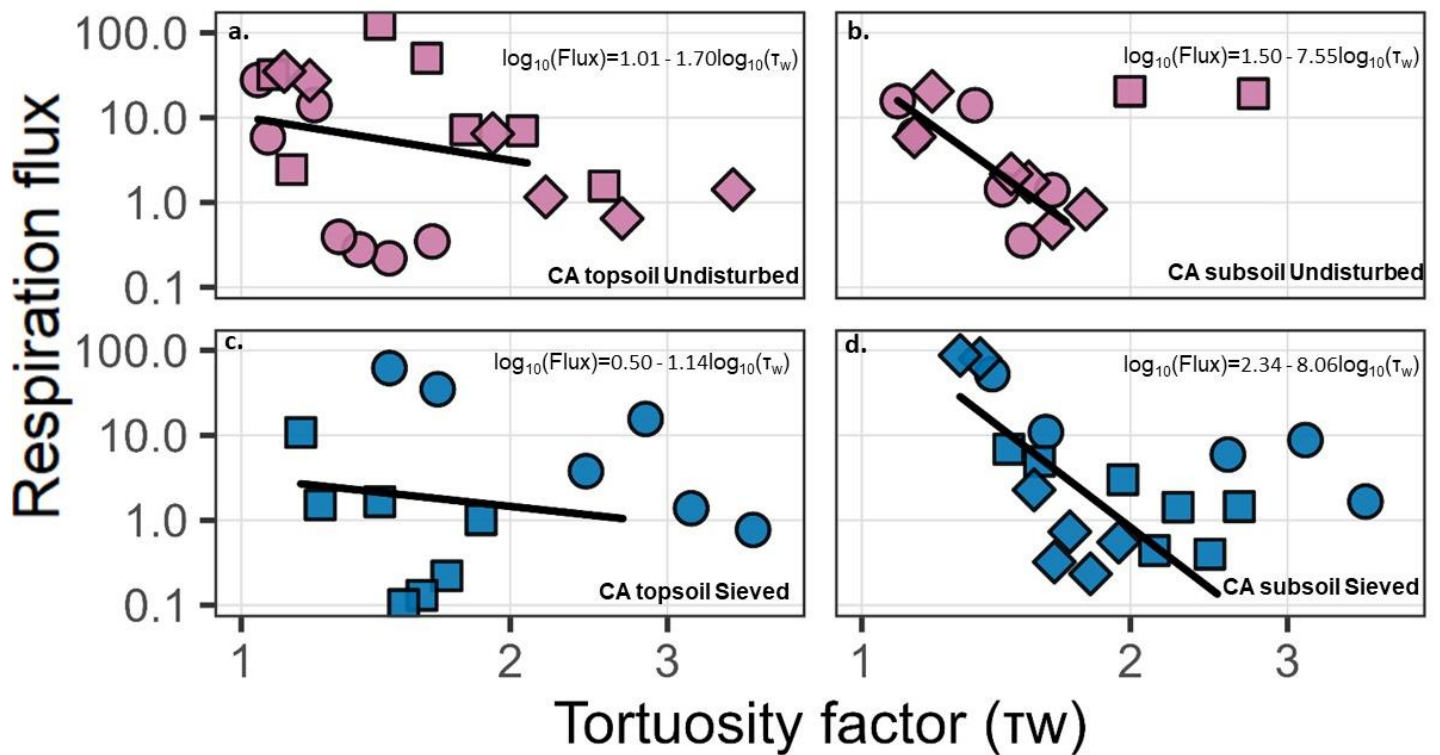 Respiration flux
a.
log₁₀(Flux)=1.01 - 1.70log₁₀(τw)
100.0
10.0
1.0
0.1
CA topsoil Undisturbed
b.
log₁₀(Flux)=1.50 - 7.55log₁₀(τw)
CA subsoil Undisturbed
c.
log₁₀(Flux)=0.50 - 1.14log₁₀(τw)
100.0
10.0
1.0
0.1
CA topsoil Sieved
d.
log₁₀(Flux)=2.34 - 8.06log₁₀(τw)
CA subsoil Sieved
1 2 3
1 2 3
Tortuosity factor (τw)